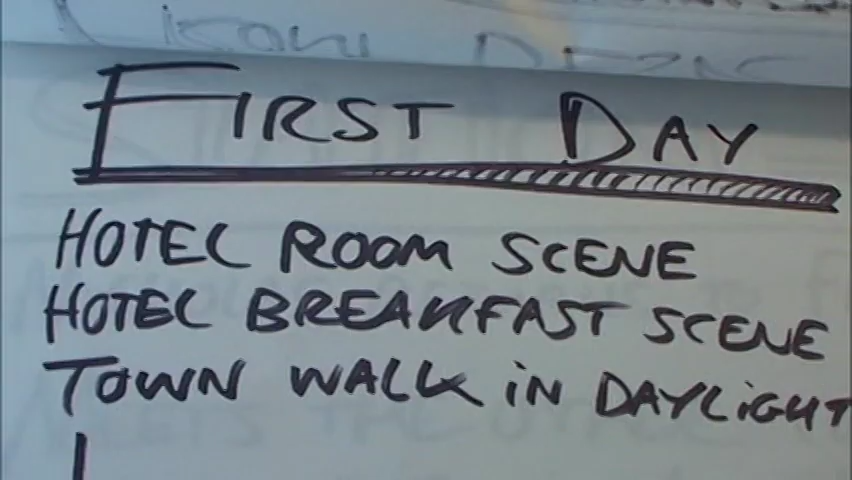 FIRST DAY
HOTEL ROOM SCENE
HOTEL BREAKFAST SCENE
TOWN WALK iN DAYLiGHT